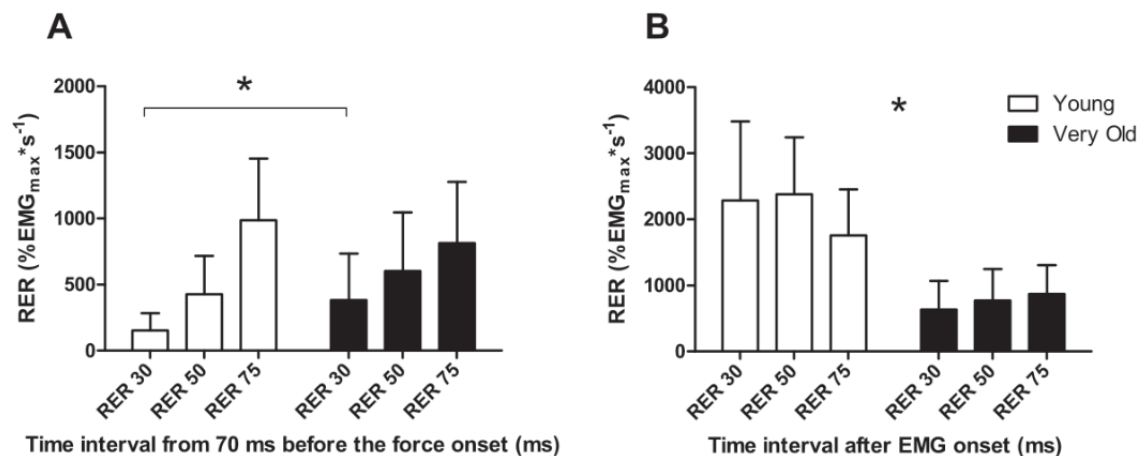 A
*
RER (%EMGmax*s-1)
2000
1500
1000
500
0
RER 30
RER 50
RER 75
RER 30
RER 50
RER 75
Time interval from 70 ms before the force onset (ms)
B
*
Young
Very Old
RER (%EMGmax*s-1)
4000
3000
2000
1000
0
RER 30
RER 50
RER 75
RER 30
RER 50
RER 75
Time interval after EMG onset (ms)